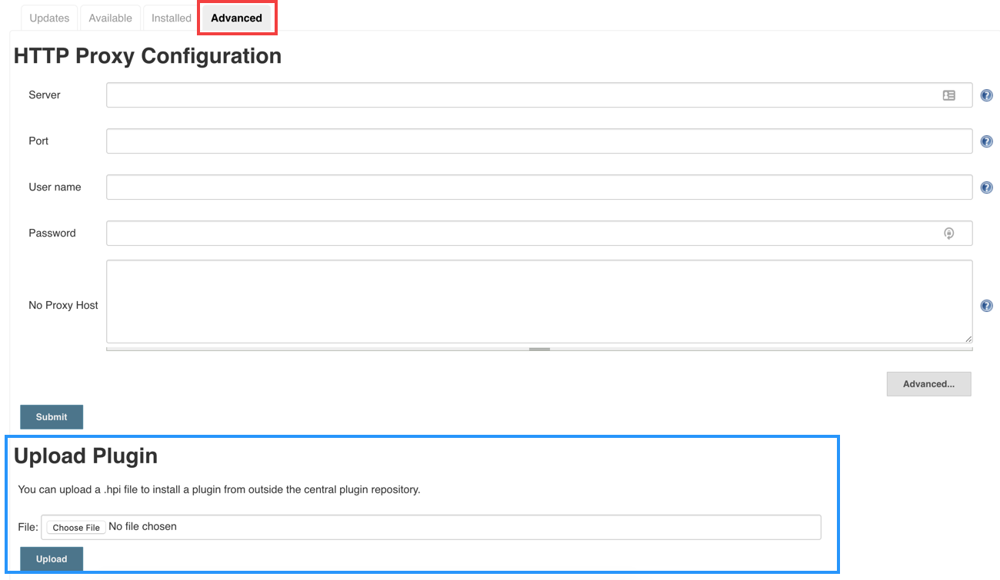 Updates Available Installed Advanced
HTTP Proxy Configuration
Server
Port
User name
Password
No Proxy Host
Advanced...
Submit
Upload Plugin
You can upload a .hpi file to install a plugin from outside the central plugin repository.
File: Choose File No file chosen
Upload